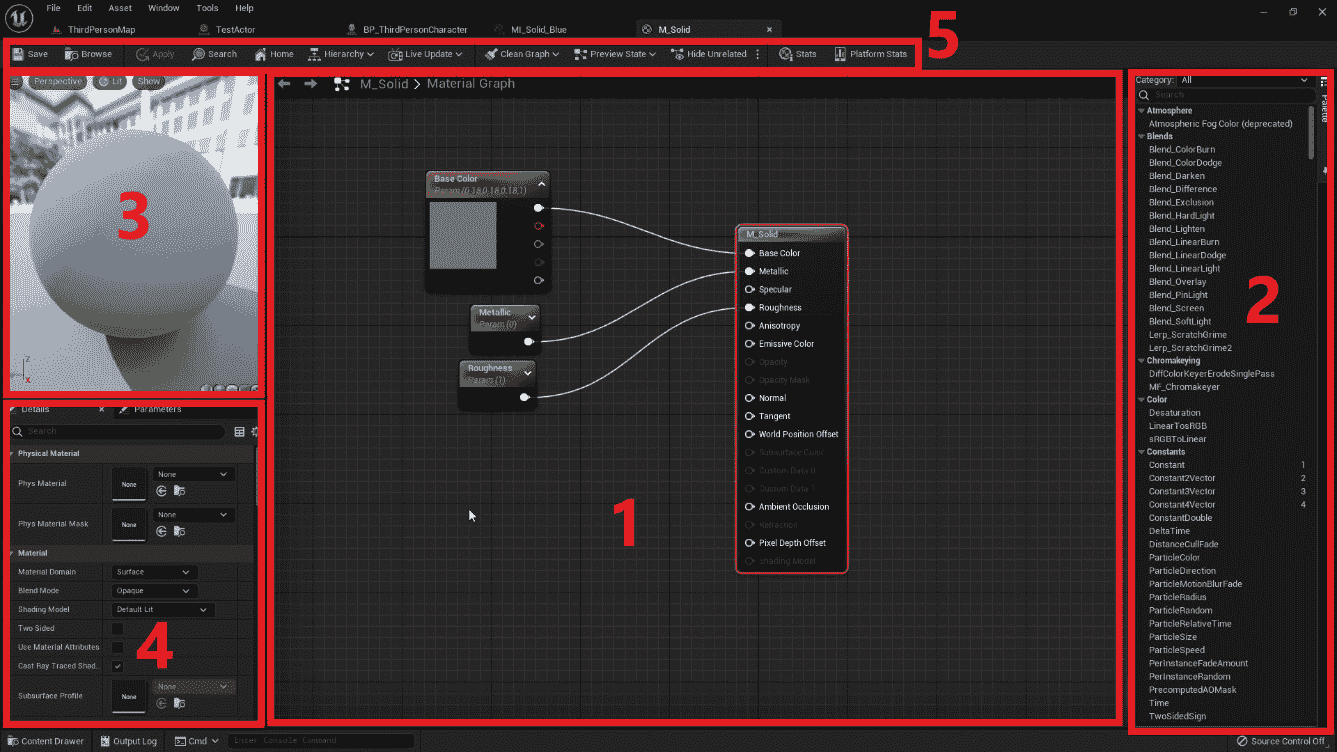 File Edit Asset Window Tools Help
ThirdPersonMap TestActor BP_ThirdPersonCharacter MI_Solid_Blue M_Solid
5
Save Browse Apply Search Home Hierarchy Live Update Clean Graph Preview State Hide Unrelated Stats Platform Stats
Perspective Lit Show
3
Z
X
Details Parameters
Search
Physical Material
Phys Material None None
Phys Material Mask None None
Material
Material Domain Surface
Blend Mode Opaque
Shading Model Default Lit
Two Sided
Use Material Attributes
Cast Ray Traced Shad..
Subsurface Profile None None
4
M_Solid > Material Graph
Base Color
Param (0.18,0.18,0.18,1)
Metallic
Param (0)
Roughness
Param (1)
M_Solid
Base Color
Metallic
Specular
Roughness
Anisotropy
Emissive Color
Opacity
Opacity Mask
Normal
Tangent
World Position Offset
Subsurface Color
Custom Data 0
Custom Data 1
Ambient Occlusion
Refraction
Pixel Depth Offset
Shading Model
1
Category: All
Search
Palette
Atmosphere
Atmospheric Fog Color (deprecated)
Blends
Blend_ColorBurn
Blend_ColorDodge
Blend_Darken
Blend_Difference
Blend_Exclusion
Blend_HardLight
Blend_Lighten
Blend_LinearBurn
Blend_LinearDodge
Blend_LinearLight
Blend_Overlay
Blend_PinLight
Blend_Screen
Blend_SoftLight
Lerp_ScratchGrime
Lerp_ScratchGrime2
2
Chromakeying
DiffColorKeyerErodeSinglePass
MF_Chromakeyer
Color
Desaturation
LinearTosRGB
sRGBToLinear
Constants
Constant 1
Constant2Vector 2
Constant3Vector 3
Constant4Vector 4
ConstantDouble
DeltaTime
DistanceCullFade
ParticleColor
ParticleDirection
ParticleMotionBlurFade
ParticleRadius
ParticleRandom
ParticleRelativeTime
ParticleSize
ParticleSpeed
PerInstanceFadeAmount
PerInstanceRandom
PrecomputedAOMask
Time
TwoSidedSign
Content Drawer Output Log Cmd Enter Console Command Source Control Off